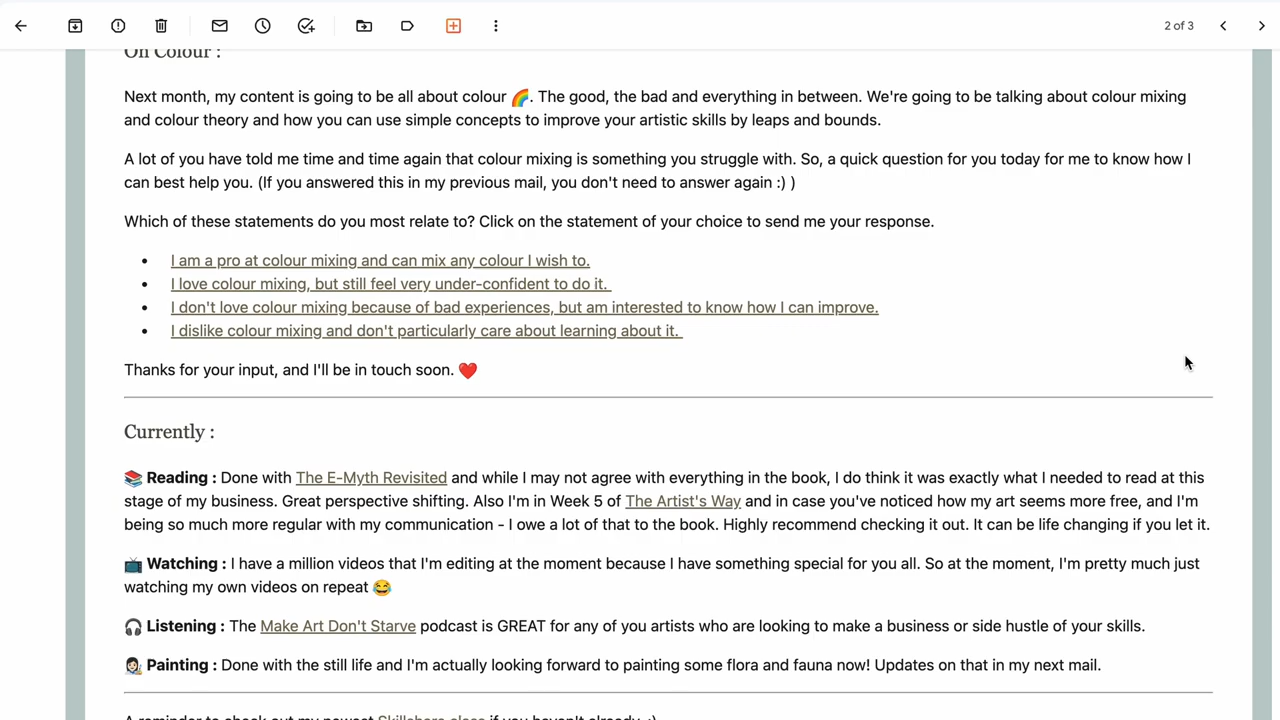 2 of 3
On Colour :
Next month, my content is going to be all about colour 🌈. The good, the bad and everything in between. We're going to be talking about colour mixing
and colour theory and how you can use simple concepts to improve your artistic skills by leaps and bounds.
A lot of you have told me time and time again that colour mixing is something you struggle with. So, a quick question for you today for me to know how I
can best help you. (If you answered this in my previous mail, you don't need to answer again :) )
Which of these statements do you most relate to? Click on the statement of your choice to send me your response.
• I am a pro at colour mixing and can mix any colour I wish to.
• I love colour mixing, but still feel very under-confident to do it.
• I don't love colour mixing because of bad experiences, but am interested to know how I can improve.
• I dislike colour mixing and don't particularly care about learning about it.
Thanks for your input, and I'll be in touch soon. ❤️
Currently :
📚 Reading : Done with The E-Myth Revisited and while I may not agree with everything in the book, I do think it was exactly what I needed to read at this
stage of my business. Great perspective shifting. Also I'm in Week 5 of The Artist's Way and in case you've noticed how my art seems more free, and I'm
being so much more regular with my communication - I owe a lot of that to the book. Highly recommend checking it out. It can be life changing if you let it.
📺 Watching : I have a million videos that I'm editing at the moment because I have something special for you all. So at the moment, I'm pretty much just
watching my own videos on repeat 😂
🎧 Listening : The Make Art Don't Starve podcast is GREAT for any of you artists who are looking to make a business or side hustle of your skills.
👩🏻‍🎨 Painting : Done with the still life and I'm actually looking forward to painting some flora and fauna now! Updates on that in my next mail.
A reminder to check out my newest Skillshare class if you haven't already :)